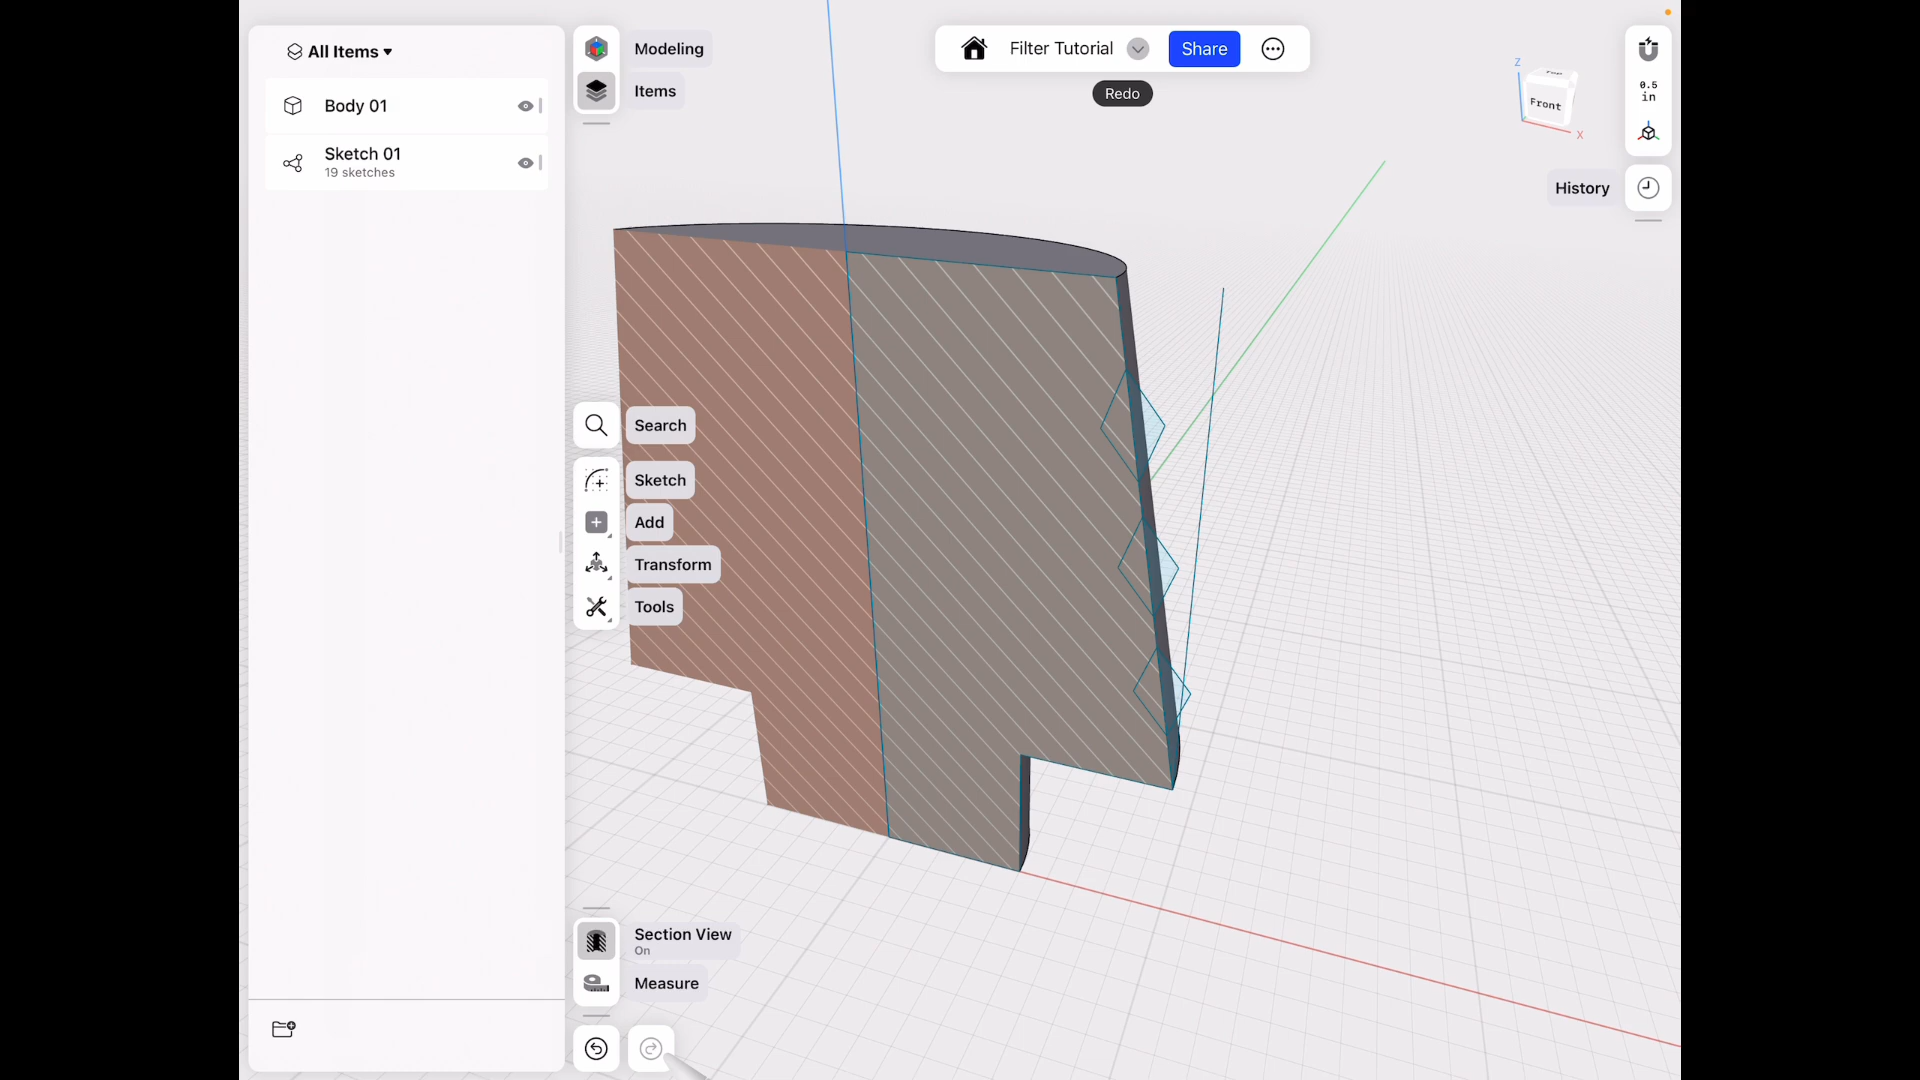 All Items
Body 01
Sketch 01
19 sketches
Modeling
Items
Filter Tutorial
Share
Redo
Z
Top
Front
X
0.5
in
History
Search
Sketch
Add
Transform
Tools
Section View
On
Measure